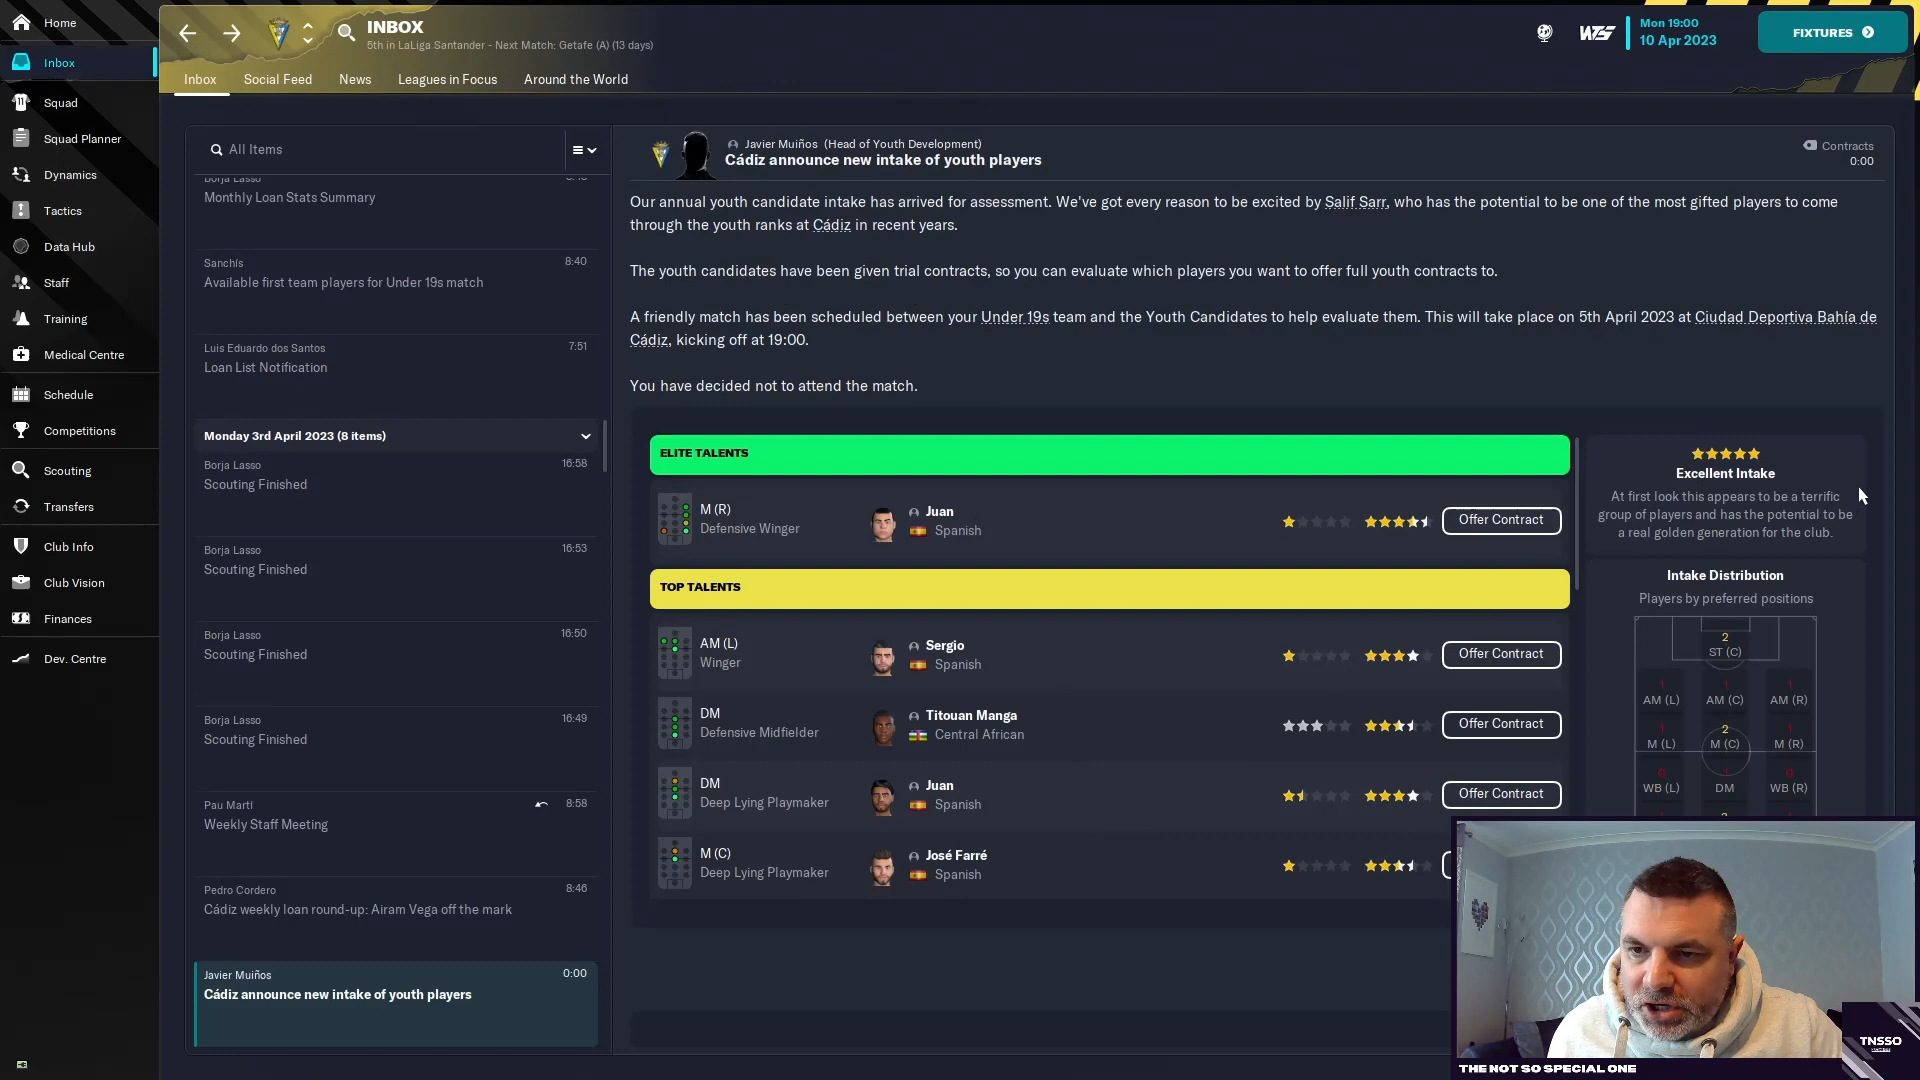 Home
Inbox
Squad
Squad Planner
Dynamics
Tactics
Data Hub
Staff
Training
Medical Centre
Schedule
Competitions
Scouting
Transfers
Club Info
Club Vision
Finances
Dev. Centre
INBOX
5th in LaLiga Santander - Next Match: Getafe (A) (13 days)
Mon 19:00
10 Apr 2023
FIXTURES
Inbox Social Feed News Leagues in Focus Around the World
All Items
Borja Lasso
Monthly Loan Stats Summary
Sanchís 8:40
Available first team players for Under 19s match
Luis Eduardo dos Santos 7:51
Loan List Notification
Monday 3rd April 2023 (8 items)
Borja Lasso 16:58
Scouting Finished
Borja Lasso 16:53
Scouting Finished
Borja Lasso 16:50
Scouting Finished
Borja Lasso 16:49
Scouting Finished
Pau Martí 8:58
Weekly Staff Meeting
Pedro Cordero 8:46
Cádiz weekly loan round-up: Airam Vega off the mark
Javier Muiños 0:00
Cádiz announce new intake of youth players
Javier Muiños (Head of Youth Development)
Cádiz announce new intake of youth players
Contracts
0:00
Our annual youth candidate intake has arrived for assessment. We've got every reason to be excited by Salif Sarr, who has the potential to be one of the most gifted players to come
through the youth ranks at Cádiz in recent years.
The youth candidates have been given trial contracts, so you can evaluate which players you want to offer full youth contracts to.
A friendly match has been scheduled between your Under 19s team and the Youth Candidates to help evaluate them. This will take place on 5th April 2023 at Ciudad Deportiva Bahía de
Cádiz, kicking off at 19:00.
You have decided not to attend the match.
ELITE TALENTS
M (R)
Defensive Winger
Juan
Spanish
Offer Contract
TOP TALENTS
AM (L)
Winger
Sergio
Spanish
Offer Contract
DM
Defensive Midfielder
Titouan Manga
Central African
Offer Contract
DM
Deep Lying Playmaker
Juan
Spanish
Offer Contract
M (C)
Deep Lying Playmaker
José Farré
Spanish
Excellent Intake
At first look this appears to be a terrific
group of players and has the potential to be
a real golden generation for the club.
Intake Distribution
Players by preferred positions
2
ST (C)
1 1 1
AM (L) AM (C) AM (R)
1 2 1
M (L) M (C) M (R)
0 1 0
WB (L) DM WB (R)
TNSSO
THE NOT SO SPECIAL ONE